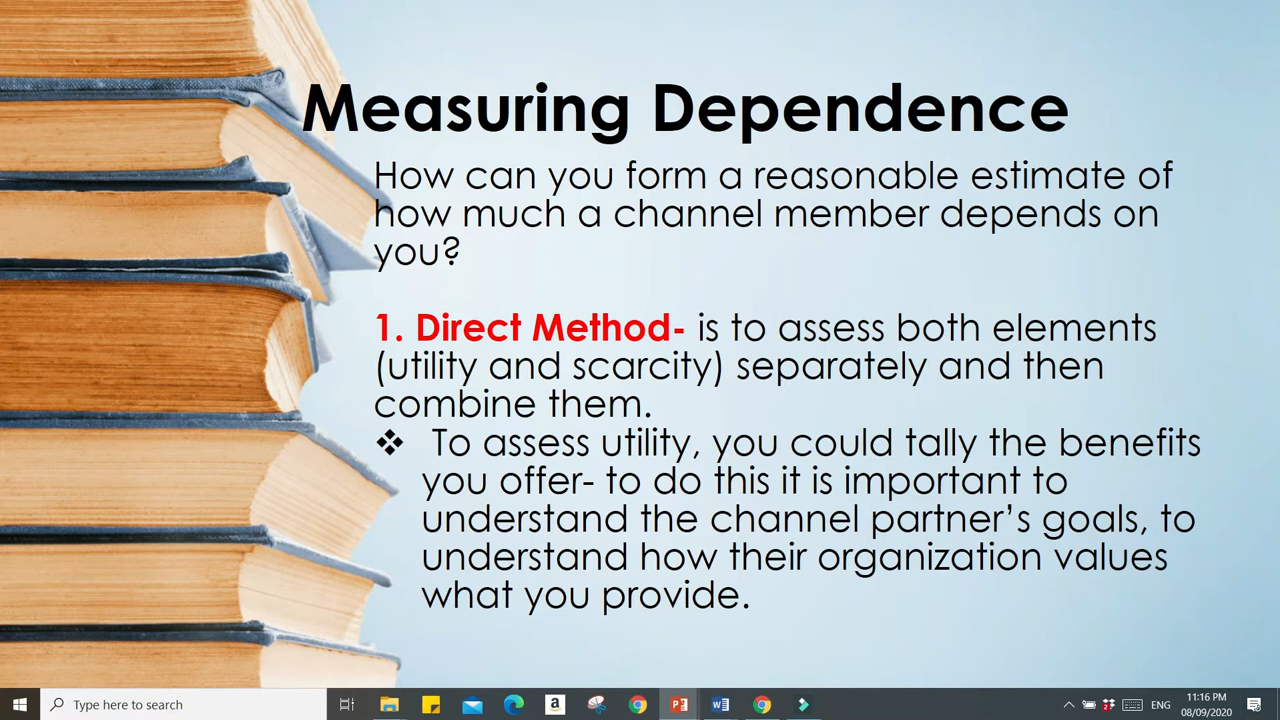 Measuring Dependence
How can you form a reasonable estimate of
how much a channel member depends on
you?
1. Direct Method- is to assess both elements
(utility and scarcity) separately and then
combine them.
❖ To assess utility, you could tally the benefits
you offer- to do this it is important to
understand the channel partner’s goals, to
understand how their organization values
what you provide.
Type here to search
ENG
11:16 PM
08/09/2020